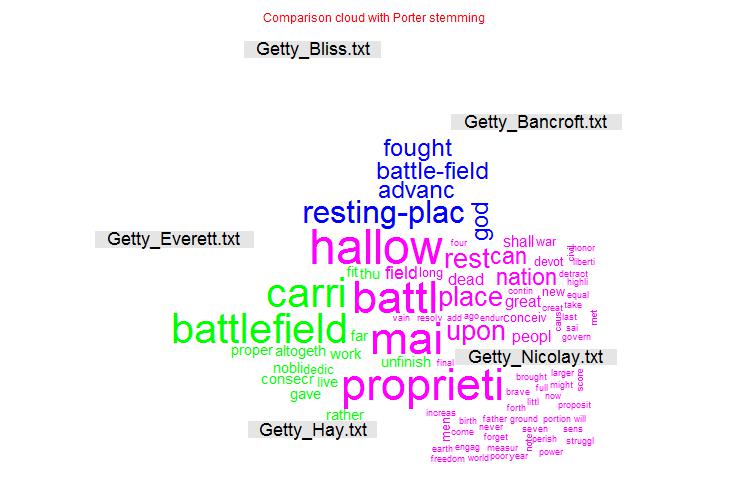 Comparison cloud with Porter stemming
Getty_Bliss.txt
Getty_Bancroft.txt
fought
battle-field
advanc
resting-plac
god
Getty_Everett.txt
hallow
four
shall
war
civil
honor
rest
can
devot
liberti
fit
thu
field
long
dead
nation
detract
highli
carri
battl
place
contin
new
equal
great
creat
take
battlefield
vain
resolv
add
ago
endur
conceiv
caus
last
met
far
mai
upon
peopl
sai
govern
proper
altogeth
work
unfinish
final
Getty_Nicolay.txt
nobli
dedic
consecr
live
gave
proprieti
brought
larger
score
full
might
brave
now
littl
forth
proposit
rather
increas
men
birth
father
ground
portion
will
Getty_Hay.txt
come
never
seven
sens
forget
note
perish
struggl
earth
engag
measur
power
freedom
world
poor
year